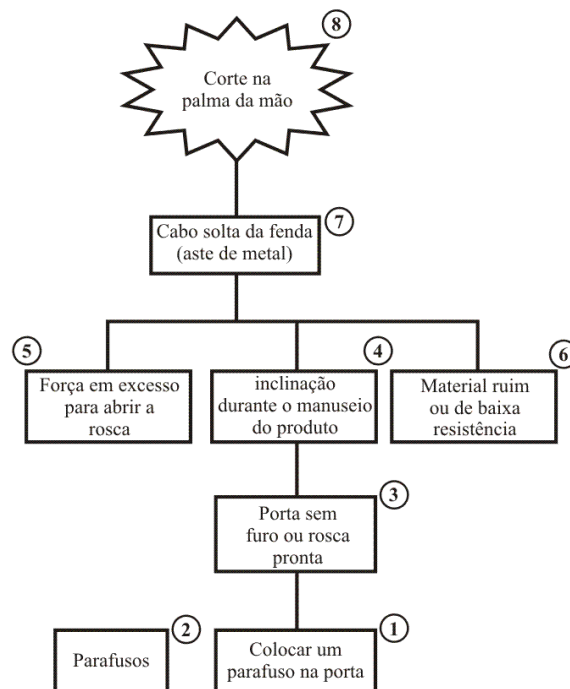 8
Corte na
palma da mão
7
Cabo solta da fenda
(aste de metal)
5
Força em excesso
para abrir a
rosca
4
inclinação
durante o manuseio
do produto
6
Material ruim
ou de baixa
resistência
3
Porta sem
furo ou rosca
pronta
2
Parafusos
1
Colocar um
parafuso na porta